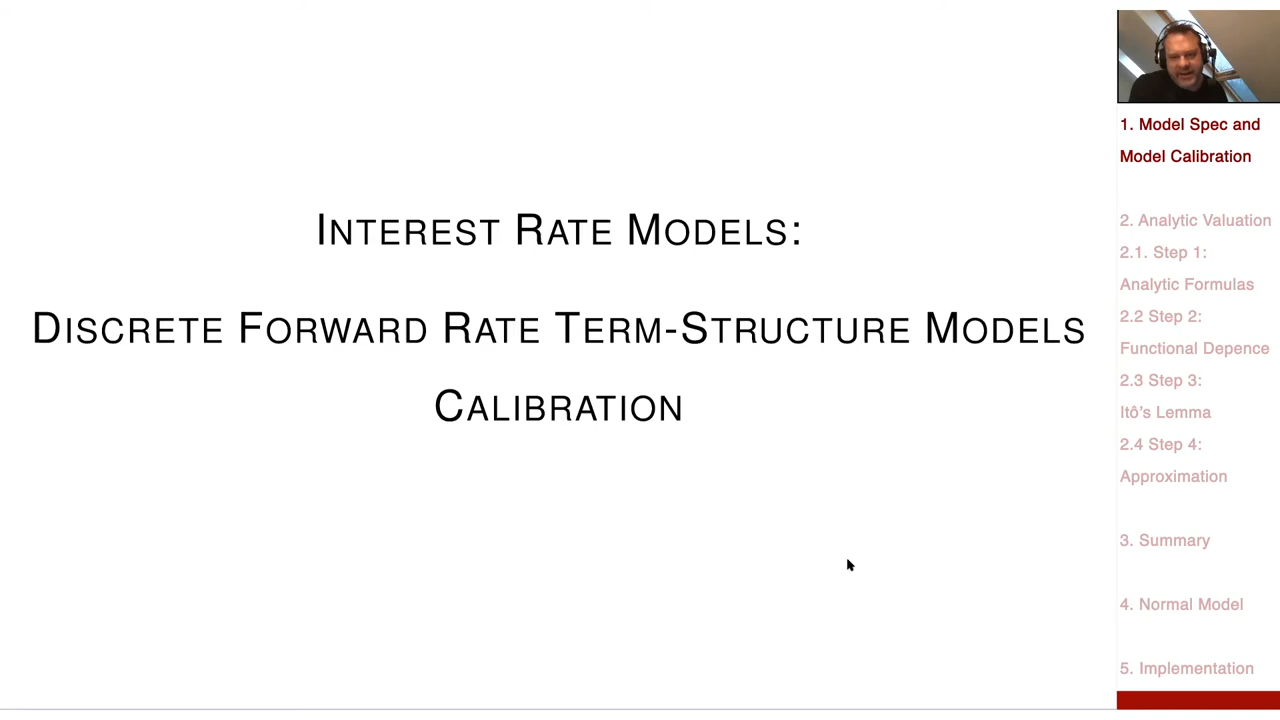 INTEREST RATE MODELS:
DISCRETE FORWARD RATE TERM-STRUCTURE MODELS
CALIBRATION
1. Model Spec and
Model Calibration
2. Analytic Valuation
2.1. Step 1:
Analytic Formulas
2.2 Step 2:
Functional Depence
2.3 Step 3:
Itô's Lemma
2.4 Step 4:
Approximation
3. Summary
4. Normal Model
5. Implementation